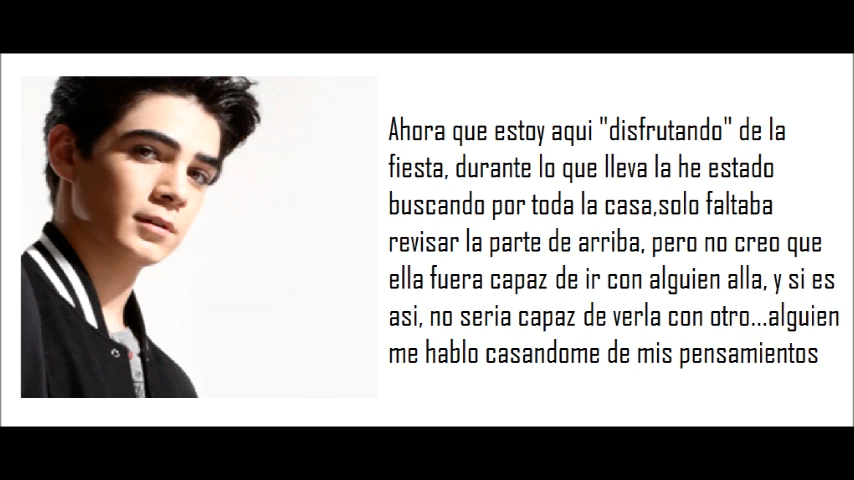 Ahora que estoy aqui "disfrutando" de la
fiesta, durante lo que lleva la he estado
buscando por toda la casa,solo faltaba
revisar la parte de arriba, pero no creo que
ella fuera capaz de ir con alguien alla, y si es
asi, no seria capaz de verla con otro...alguien
me hablo casandome de mis pensamientos